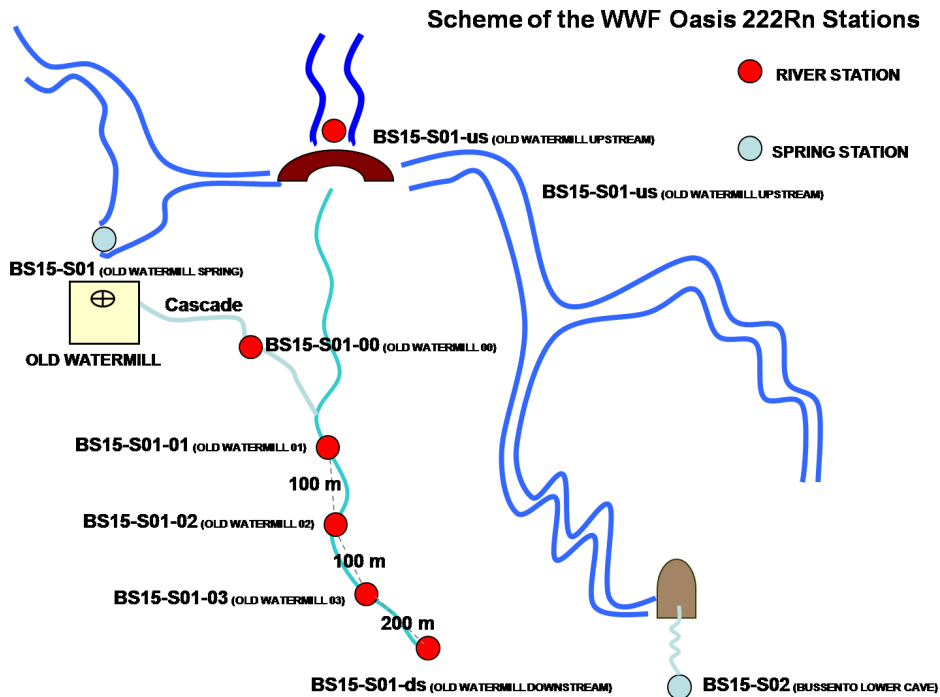 Scheme of the WWF Oasis 222Rn Stations
RIVER STATION
BS15-S01-us (OLD WATERMILL UPSTREAM)
SPRING STATION
BS15-S01-us (OLD WATERMILL UPSTREAM)
BS15-S01 (OLD WATERMILL SPRING)
Cascade
BS15-S01-00 (OLD WATERMILL 00)
OLD WATERMILL
BS15-S01-01 (OLD WATERMILL 01)
100 m
BS15-S01-02 (OLD WATERMILL 02)
100 m
BS15-S01-03 (OLD WATERMILL 03)
200 m
BS15-S01-ds (OLD WATERMILL DOWNSTREAM)
BS15-S02 (BUSSENTO LOWER CAVE)